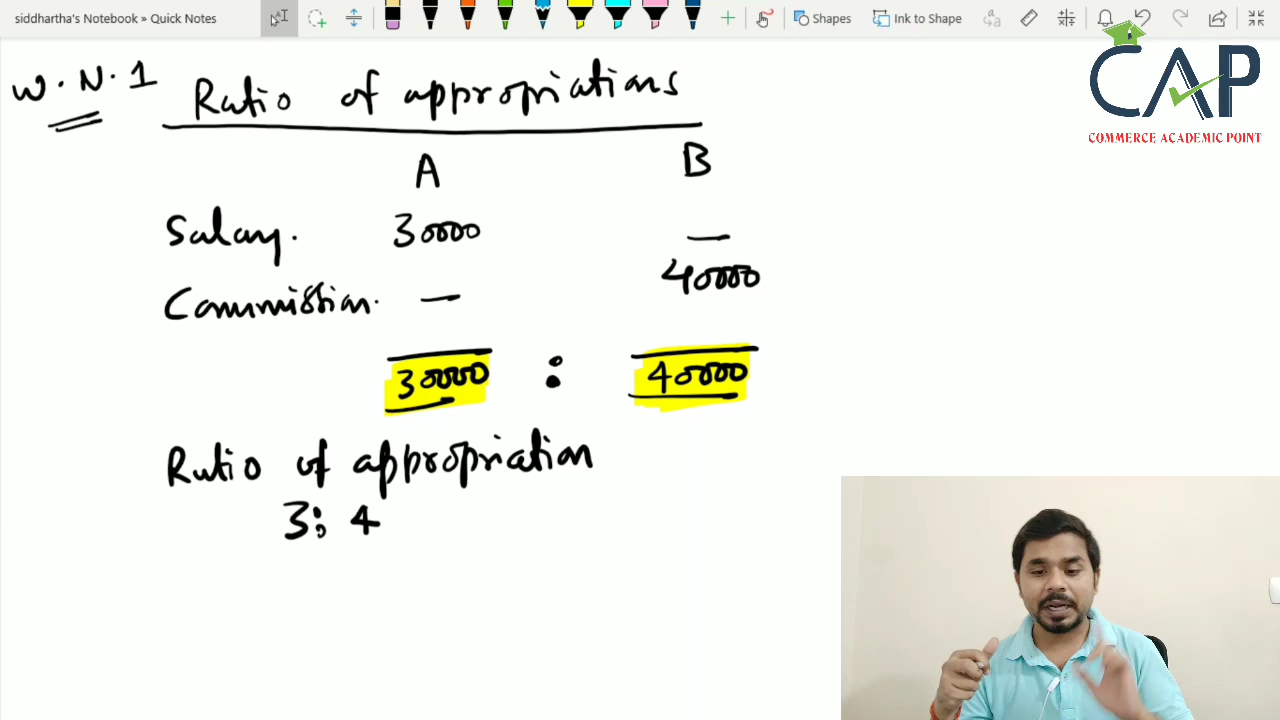 siddhartha's Notebook » Quick Notes
Shapes
Ink to Shape
CAP
COMMERCE ACADEMIC POINT
W.N.1 Ratio of appropriations
A B
Salary. 30000 —
Commission. — 40000
30000 : 40000
Ratio of appropriation
3:4